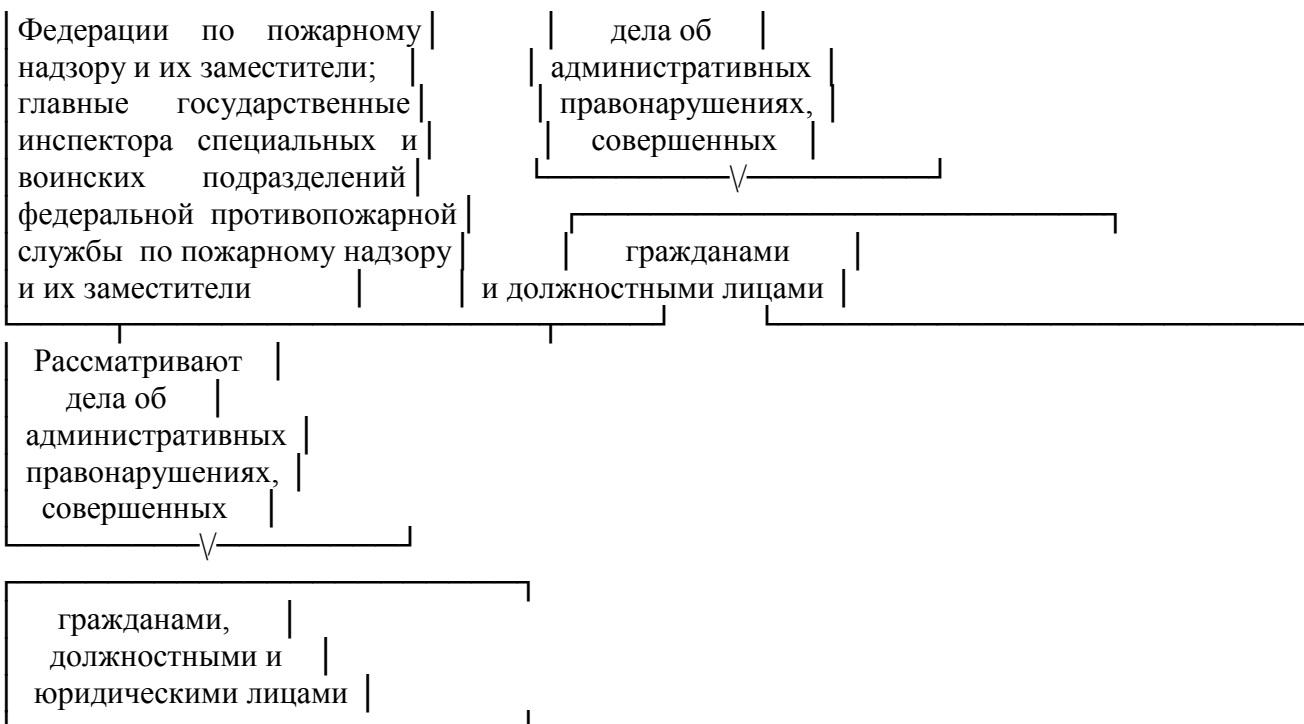 Федерации по пожарному дела об
надзору и их заместители; административных
главные государственные правонарушениях,
инспектора специальных и совершенных
воинских подразделений
федеральной противопожарной
службы по пожарному надзору гражданами
и их заместители и должностными лицами
Рассматривают
дела об
административных
правонарушениях,
совершенных
гражданами,
должностными и
юридическими лицами